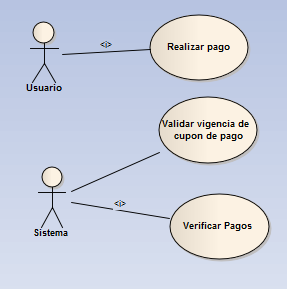 Realizar pago
<i>
Usuario
Validar vigencia de
cupon de pago
Sistema
<i>
Verificar Pagos